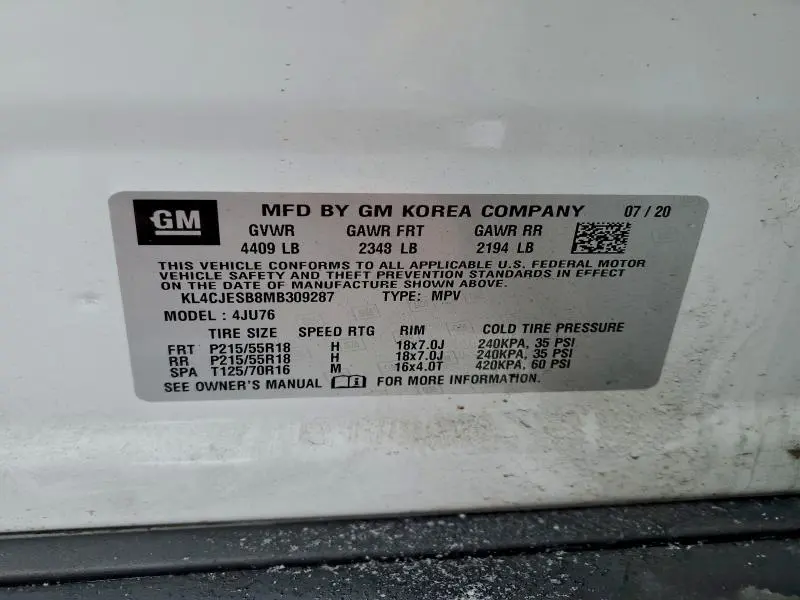 GM MFD BY GM KOREA COMPANY 07 / 20
GVWR GAWR FRT GAWR RR
4409 LB 2348 LB 2194 LB
THIS VEHICLE CONFORMS TO ALL APPLICABLE U.S. FEDERAL MOTOR
VEHICLE SAFETY AND THEFT PREVENTION STANDARDS IN EFFECT
ON THE DATE OF MANUFACTURE SHOWN ABOVE.
KL4CJESB8MB309287 TYPE: MPV
MODEL : 4JU76
TIRE SIZE SPEED RTG RIM COLD TIRE PRESSURE
FRT P215/55R18 H 18x7.0J 240KPA, 35 PSI
RR P215/55R18 H 18x7.0J 240KPA, 35 PSI
SPA T125/70R16 M 16x4.0T 420KPA, 60 PSI
SEE OWNER'S MANUAL FOR MORE INFORMATION.